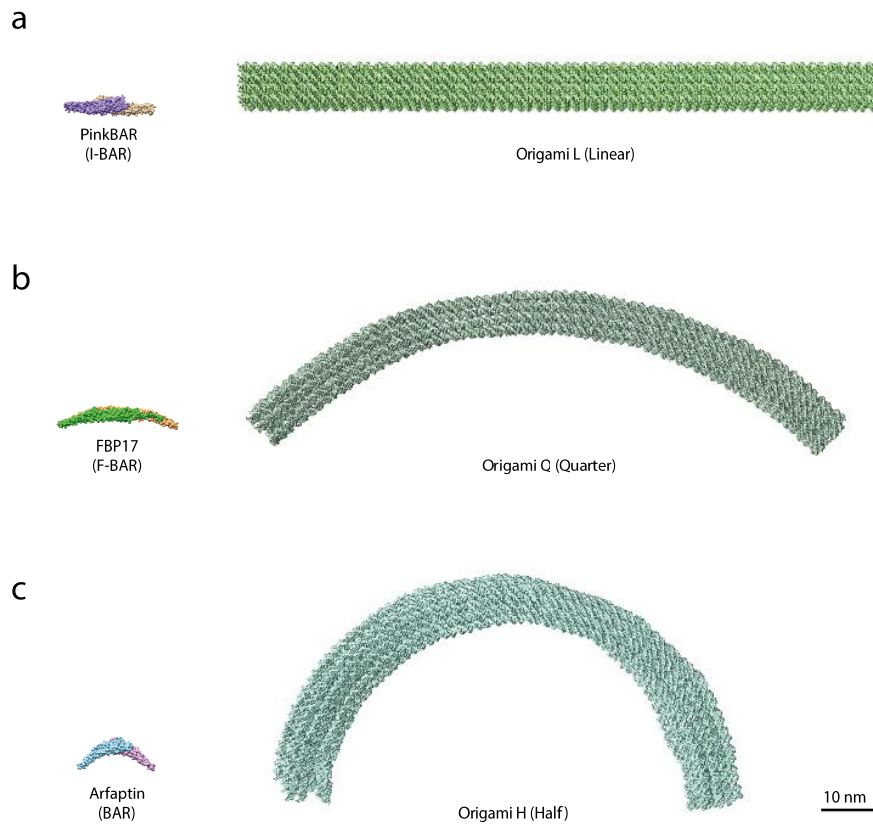 a
PinkBAR
(I-BAR)
Origami L (Linear)
b
FBP17
(F-BAR)
Origami Q (Quarter)
c
Arfaptin
(BAR)
Origami H (Half)
10 nm